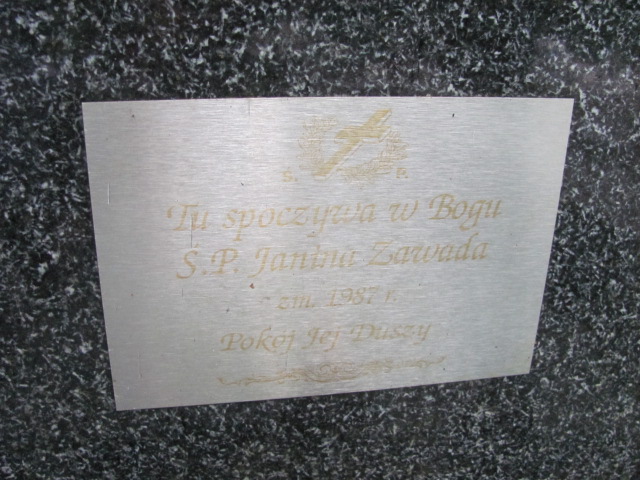 Ś. P.
Tu spoczywa w Bogu
Ś.P. Janina Zawada
zm. 1987 r.
Pokój Jej Duszy